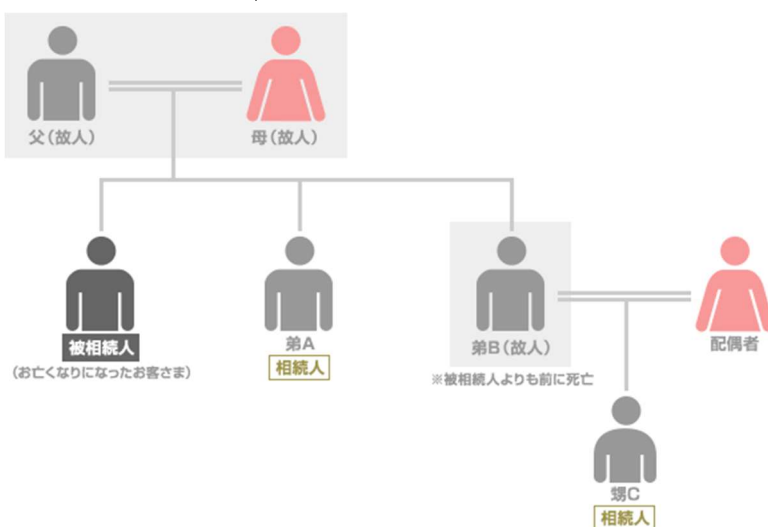 父(故人)
母(故人)
被相続人
(お亡くなりになったお客さま)
弟A
相続人
弟B(故人)
※被相続人よりも前に死亡
配偶者
甥C
相続人